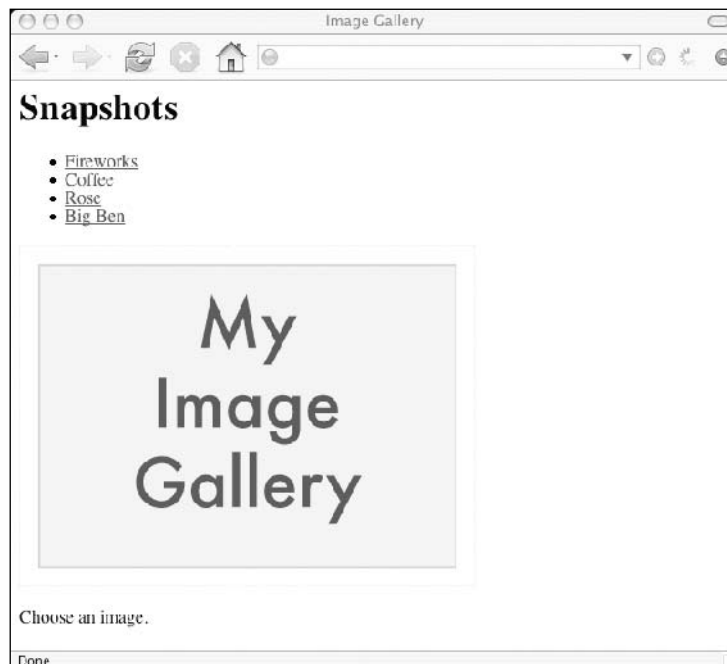 Image Gallery
Snapshots
• Fireworks
• Coffee
• Rose
• Big Ben
My
Image
Gallery
Choose an image.
Done